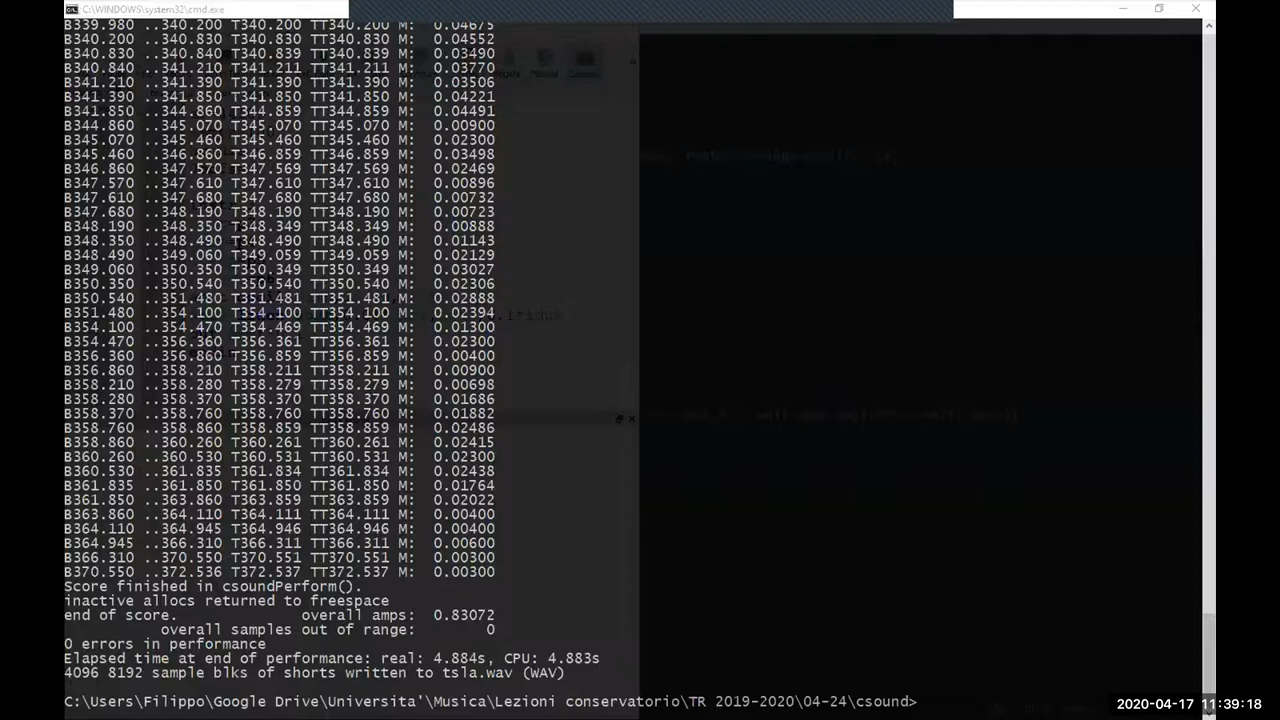 C:\WINDOWS\system32\cmd.exe
B339.980 ..340.200 T340.200 TT340.200 M: 0.04675
B340.200 ..340.830 T340.830 TT340.830 M: 0.04552
B340.830 ..340.840 T340.839 TT340.839 M: 0.03490
B340.840 ..341.210 T341.211 TT341.211 M: 0.03770
B341.210 ..341.390 T341.390 TT341.390 M: 0.03506
B341.390 ..341.850 T341.850 TT341.850 M: 0.04221
B341.850 ..344.860 T344.859 TT344.859 M: 0.04491
B344.860 ..345.070 T345.070 TT345.070 M: 0.00900
B345.070 ..345.460 T345.460 TT345.460 M: 0.02300
B345.460 ..346.860 T346.859 TT346.859 M: 0.03498
B346.860 ..347.570 T347.569 TT347.569 M: 0.02469
B347.570 ..347.610 T347.610 TT347.610 M: 0.00896
B347.610 ..347.680 T347.680 TT347.680 M: 0.00732
B347.680 ..348.190 T348.190 TT348.190 M: 0.00723
B348.190 ..348.350 T348.349 TT348.349 M: 0.00888
B348.350 ..348.490 T348.490 TT348.490 M: 0.01143
B348.490 ..349.060 T349.059 TT349.059 M: 0.02129
B349.060 ..350.350 T350.349 TT350.349 M: 0.03027
B350.350 ..350.540 T350.540 TT350.540 M: 0.02306
B350.540 ..351.480 T351.481 TT351.481 M: 0.02888
B351.480 ..354.100 T354.100 TT354.100 M: 0.02394
B354.100 ..354.470 T354.469 TT354.469 M: 0.01300
B354.470 ..356.360 T356.361 TT356.361 M: 0.02300
B356.360 ..356.860 T356.859 TT356.859 M: 0.00400
B356.860 ..358.210 T358.211 TT358.211 M: 0.00900
B358.210 ..358.280 T358.279 TT358.279 M: 0.00698
B358.280 ..358.370 T358.370 TT358.370 M: 0.01686
B358.370 ..358.760 T358.760 TT358.760 M: 0.01882
B358.760 ..358.860 T358.859 TT358.859 M: 0.02486
B358.860 ..360.260 T360.261 TT360.261 M: 0.02415
B360.260 ..360.530 T360.531 TT360.531 M: 0.02300
B360.530 ..361.835 T361.834 TT361.834 M: 0.02438
B361.835 ..361.850 T361.850 TT361.850 M: 0.01764
B361.850 ..363.860 T363.859 TT363.859 M: 0.02022
B363.860 ..364.110 T364.111 TT364.111 M: 0.00400
B364.110 ..364.945 T364.946 TT364.946 M: 0.00400
B364.945 ..366.310 T366.311 TT366.311 M: 0.00600
B366.310 ..370.550 T370.551 TT370.551 M: 0.00300
B370.550 ..372.536 T372.537 TT372.537 M: 0.00300
Score finished in csoundPerform().
inactive allocs returned to freespace
end of score. overall amps: 0.83072
overall samples out of range: 0
0 errors in performance
Elapsed time at end of performance: real: 4.884s, CPU: 4.883s
4096 8192 sample blks of shorts written to tsla.wav (WAV)
C:\Users\Filippo\Google Drive\Universita'\Musica\Lezioni conservatorio\TR 2019-2020\04-24\csound>
2020-04-17 11:39:18